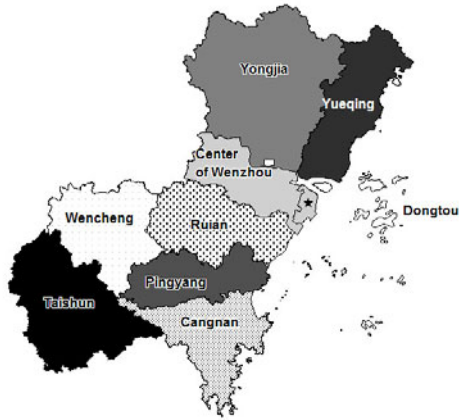 Yongjia
Yueqing
Center
of Wenzhou
Dongtou
Wencheng
Ruian
Pingyang
Taishun
Cangnan